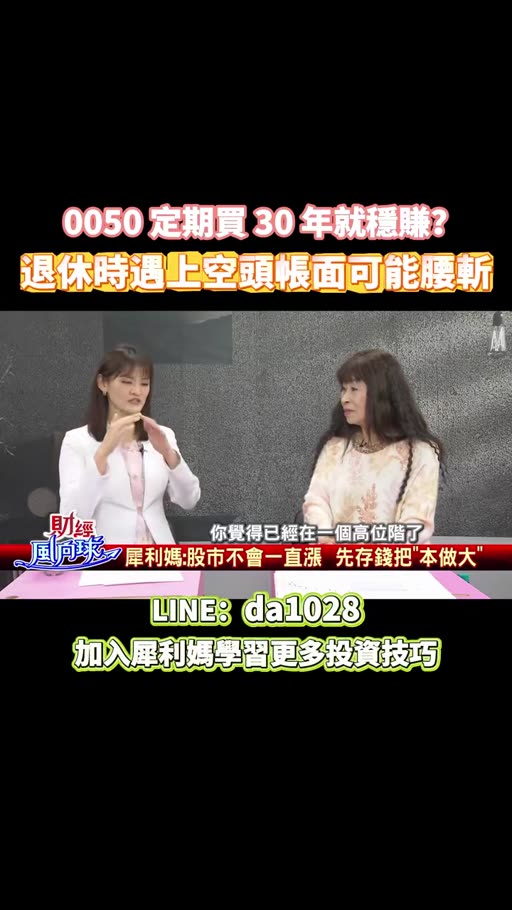 0050 定期買 30 年就穩賺?
退休時遇上空頭帳面可能腰斬
你覺得已經在一個高位階了
財經
風向球
犀利媽:股市不會一直漲 先存錢把"本做大"
LINE：da1028
加入犀利媽學習更多投資技巧